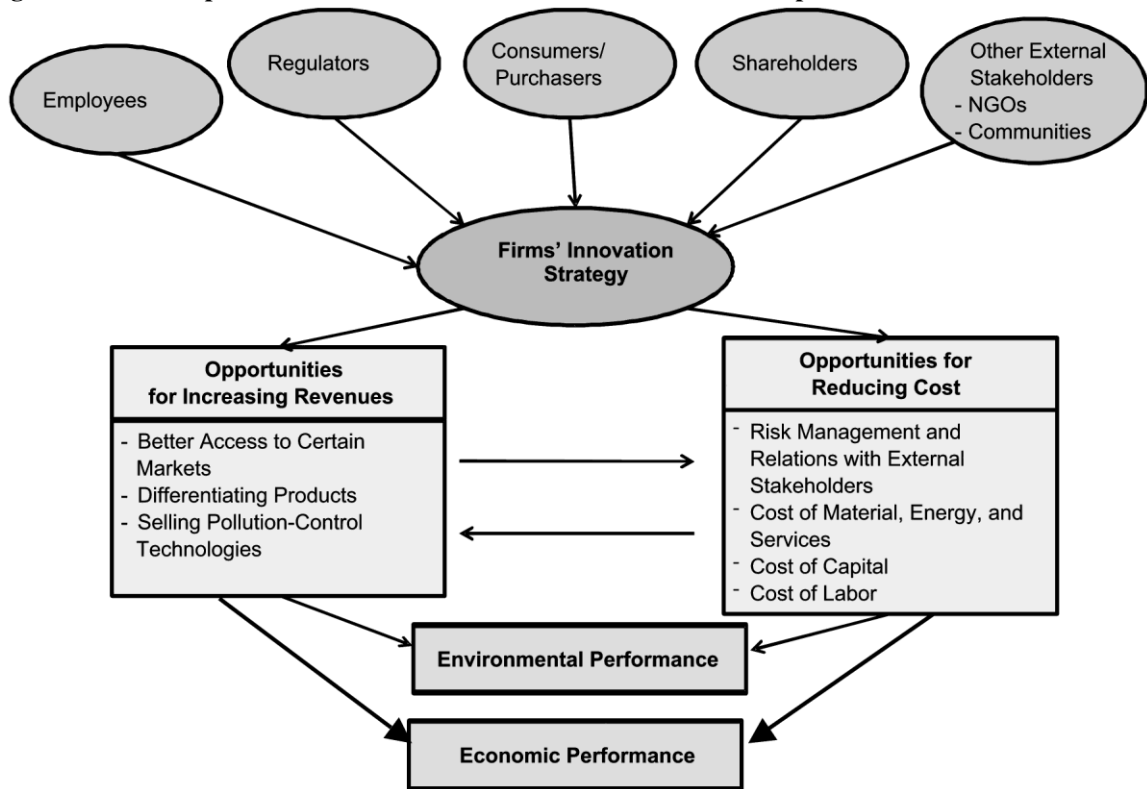 Employees
Regulators
Consumers/
Purchasers
Shareholders
Other External
Stakeholders
- NGOs
- Communities
Firms’ Innovation
Strategy
Opportunities
for Increasing Revenues
- Better Access to Certain
Markets
- Differentiating Products
- Selling Pollution-Control
Technologies
Opportunities for
Reducing Cost
- Risk Management and
Relations with External
Stakeholders
- Cost of Material, Energy, and
Services
- Cost of Capital
- Cost of Labor
Environmental Performance
Economic Performance